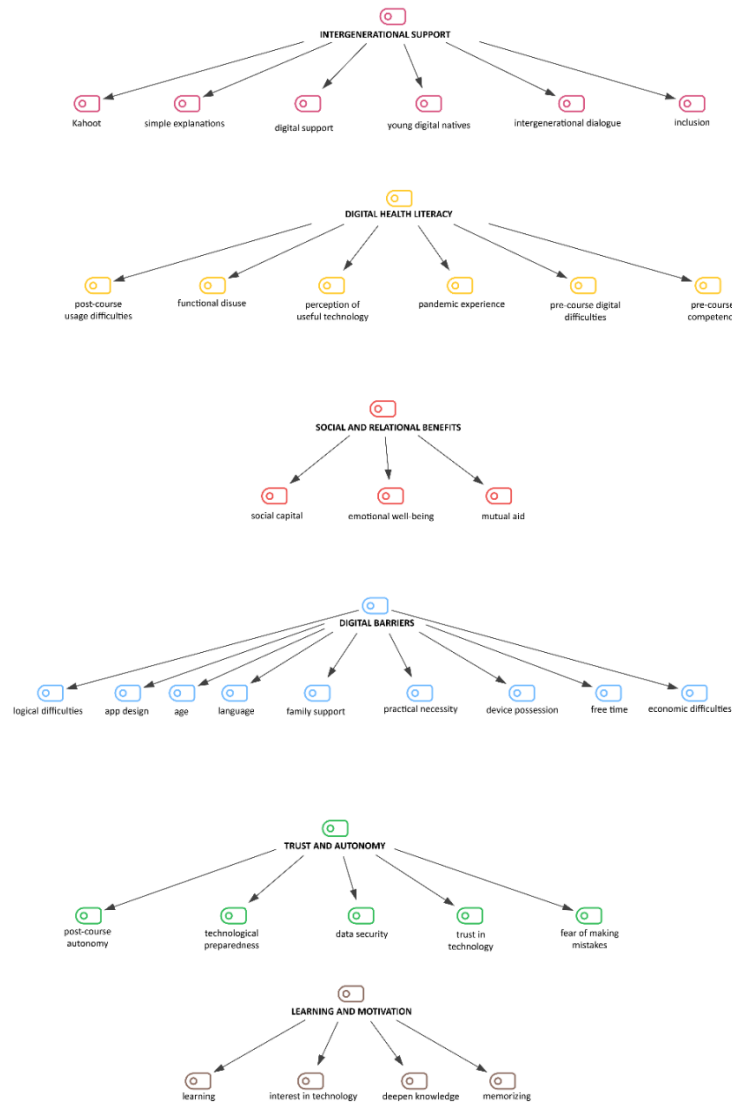 INTERGENERATIONAL SUPPORT
Kahoot
simple explanations
digital support
young digital natives
intergenerational dialogue
inclusion
DIGITAL HEALTH LITERACY
post-course
usage difficulties
functional disuse
perception of
useful technology
pandemic experience
pre-course digital
difficulties
pre-course
SOCIAL AND RELATIONAL BENEFITS
social capital
emotional well-being
mutual aid
DIGITAL BARRIERS
logical difficulties
app design
age
language
family support
practical necessity
device possession
free time
economic difficulties
TRUST AND AUTONOMY
post-course
autonomy
technological
preparedness
data security
trust in
technology
fear of making
mistakes
LEARNING AND MOTIVATION
learning
interest in technology
deepen knowledge
memorizing